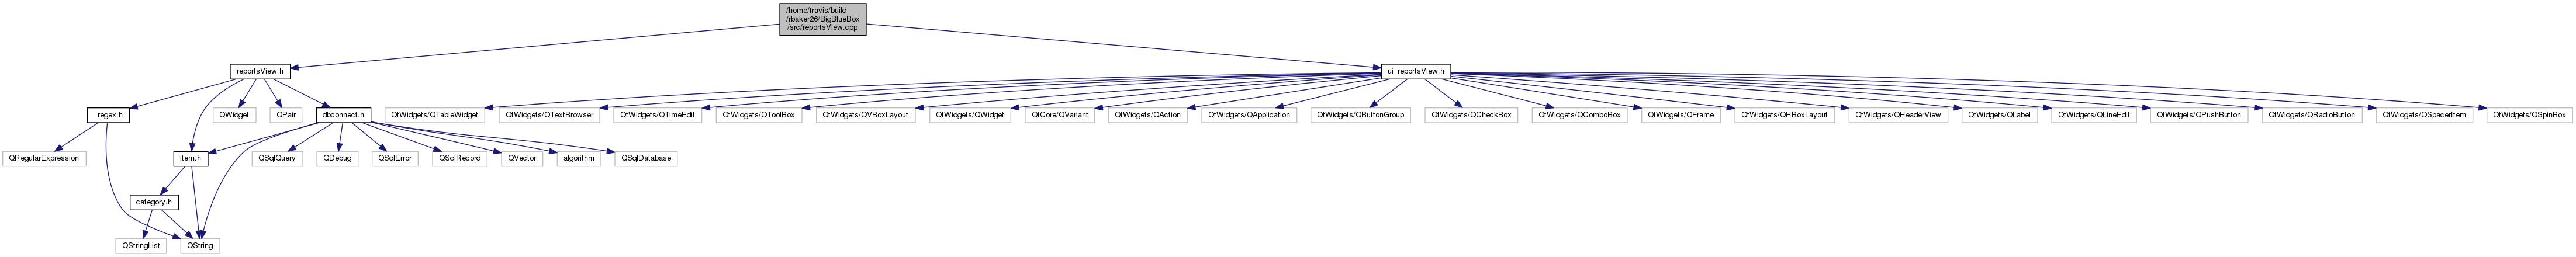 /home/travis/build
/rbaker26/BigBlueBox
/src/reportsView.cpp
reportsView.h
ui_reportsView.h
_regex.h
QWidget
QPair
dbconnect.h
QtWidgets/QTableWidget
QtWidgets/QTextBrowser
QtWidgets/QTimeEdit
QtWidgets/QToolBox
QtWidgets/QVBoxLayout
QtWidgets/QWidget
QtCore/QVariant
QtWidgets/QAction
QtWidgets/QApplication
QtWidgets/QButtonGroup
QtWidgets/QCheckBox
QtWidgets/QComboBox
QtWidgets/QFrame
QtWidgets/QHBoxLayout
QtWidgets/QHeaderView
QtWidgets/QLabel
QtWidgets/QLineEdit
QtWidgets/QPushButton
QtWidgets/QRadioButton
QtWidgets/QSpacerItem
QtWidgets/QSpinBox
QRegularExpression
item.h
QSqlQuery
QDebug
QSqlError
QSqlRecord
QVector
algorithm
QSqlDatabase
category.h
QStringList
QString